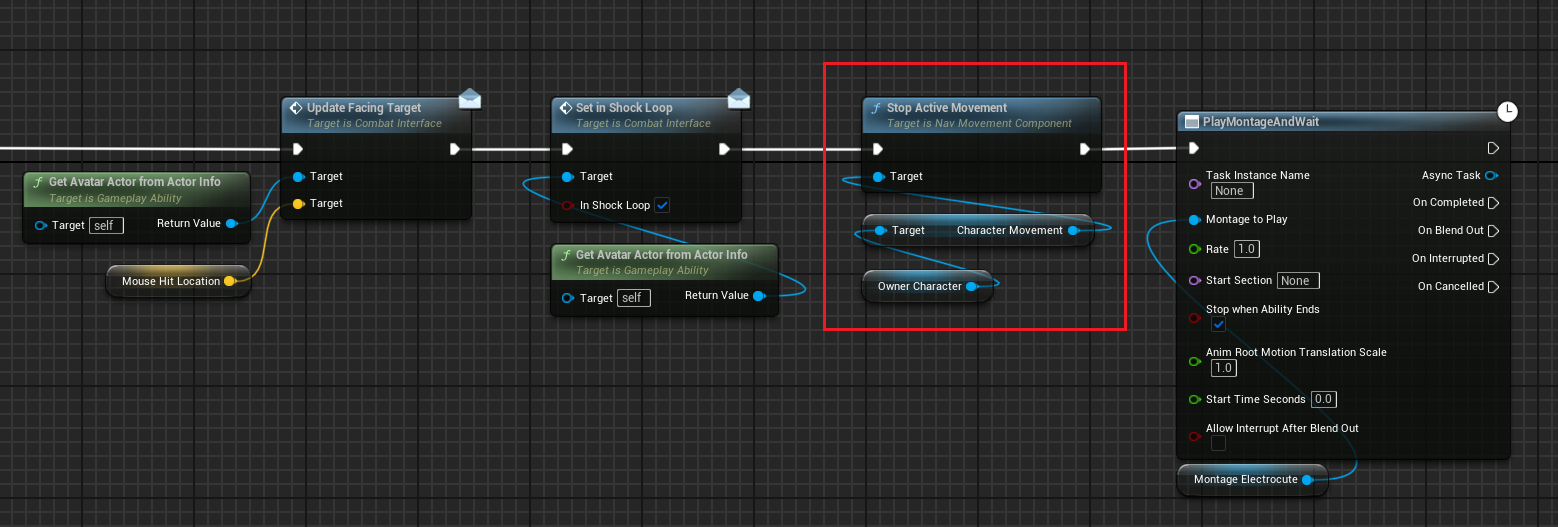 Update Facing Target
Target is Combat Interface
Target
Target
Get Avatar Actor from Actor Info
Target is Gameplay Ability
Target self Return Value
Mouse Hit Location
Set in Shock Loop
Target is Combat Interface
Target
In Shock Loop
Get Avatar Actor from Actor Info
Target is Gameplay Ability
Target self Return Value
Stop Active Movement
Target is Nav Movement Component
Target
Target Character Movement
Owner Character
PlayMontageAndWait
Task Instance Name Async Task
None
On Completed
Montage to Play
On Blend Out
Rate 1.0
On Interrupted
Start Section None
On Cancelled
Stop when Ability Ends
Anim Root Motion Translation Scale
1.0
Start Time Seconds 0.0
Allow Interrupt After Blend Out
Montage Electrocute